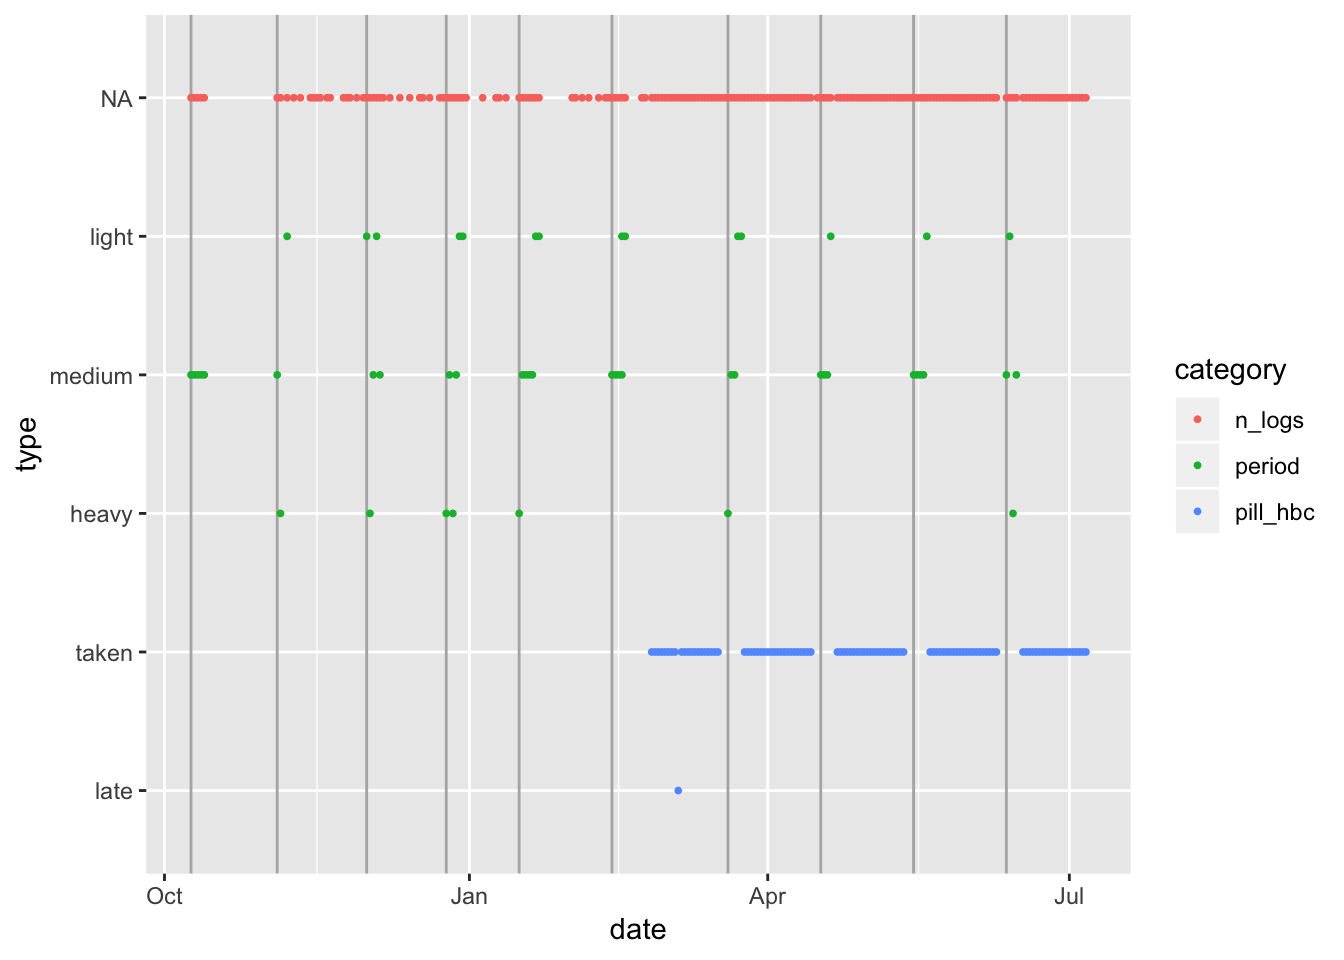 NA
light
medium
heavy
taken
late
type
Oct
Jan
Apr
Jul
date
category
n_logs
period
pill_hbc